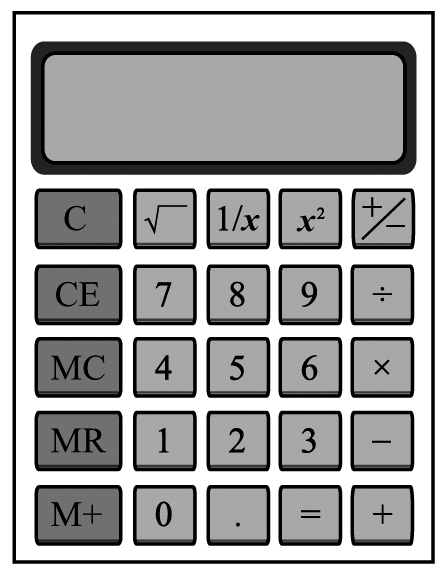 C √ 1/x x² +/−
CE 7 8 9 ÷
MC 4 5 6 ×
MR 1 2 3 −
M+ 0 . = +